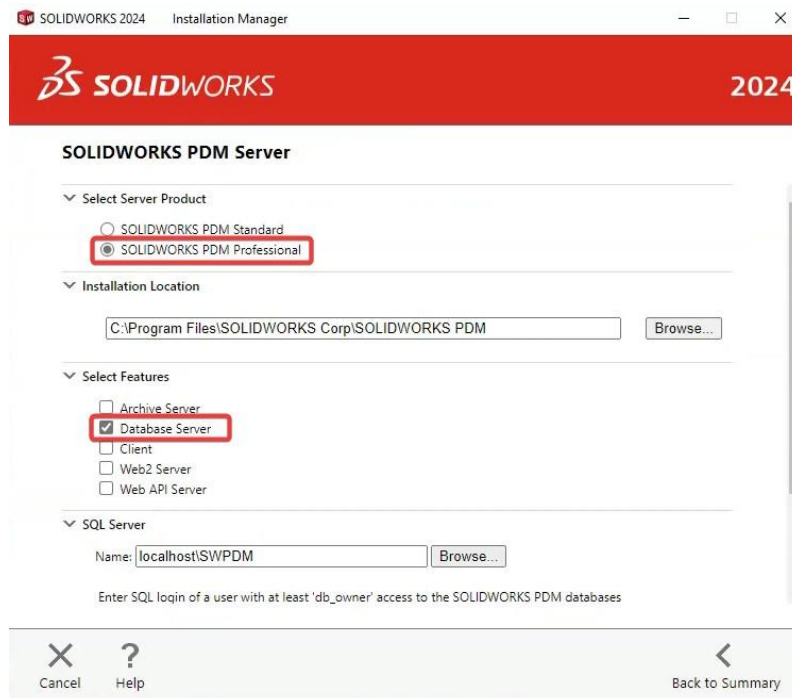 SW SOLIDWORKS 2024 Installation Manager
SOLIDWORKS 2024
SOLIDWORKS PDM Server
Select Server Product
SOLIDWORKS PDM Standard
SOLIDWORKS PDM Professional
Installation Location
C:\Program Files\SOLIDWORKS Corp\SOLIDWORKS PDM Browse...
Select Features
Archive Server
Database Server
Client
Web2 Server
Web API Server
SQL Server
Name: localhost\SWPDM Browse...
Enter SQL login of a user with at least 'db_owner' access to the SOLIDWORKS PDM databases
? 
Cancel Help Back to Summary